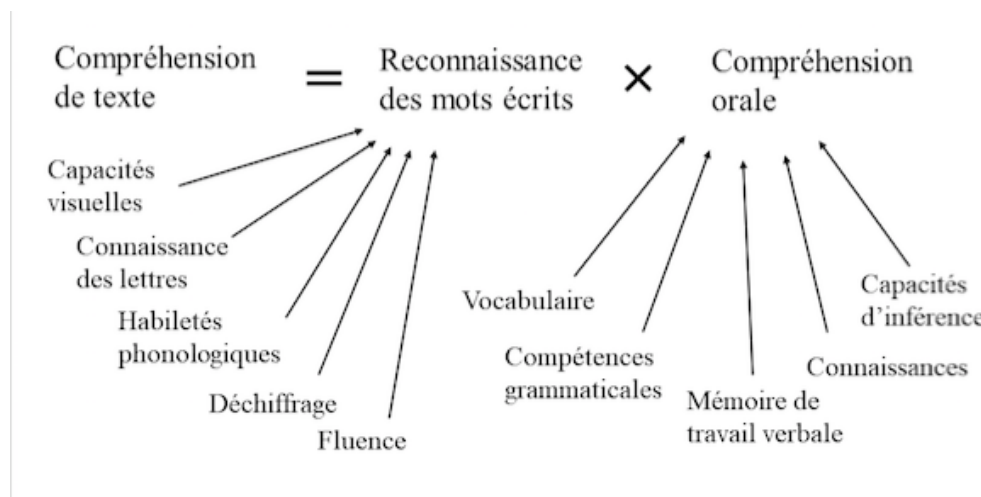 Compréhension
de texte
=
Reconnaissance
des mots écrits
×
Compréhension
orale
Capacités
visuelles
Connaissance
des lettres
Habiletés
phonologiques
Déchiffrage
Fluence
Vocabulaire
Compétences
grammaticales
Mémoire de
travail verbale
Connaissances
Capacités
d'inférence